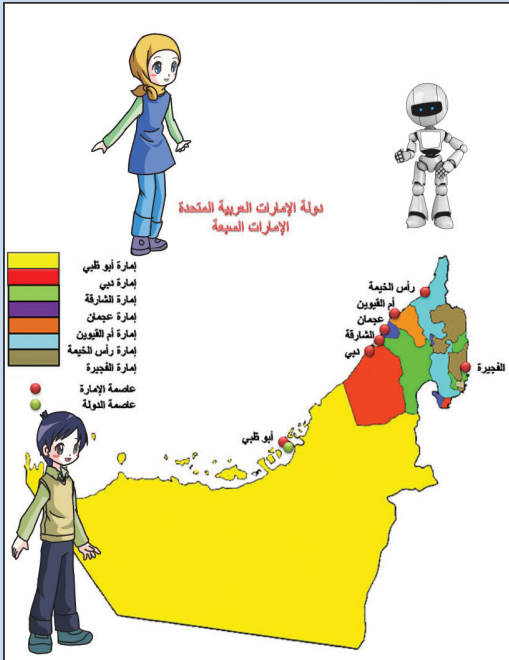 دولة الإمارات العربية المتحدة
الإمارات السبعة
إمارة أبو ظبي
إمارة دبي
إمارة الشارقة
إمارة عجمان
إمارة أم القيوين
إمارة رأس الخيمة
إمارة الفجيرة
عاصمة الإمارة
عاصمة الدولة
رأس الخيمة
أم القيوين
عجمان
الشارقة
دبي
الفجيرة
أبو ظبي